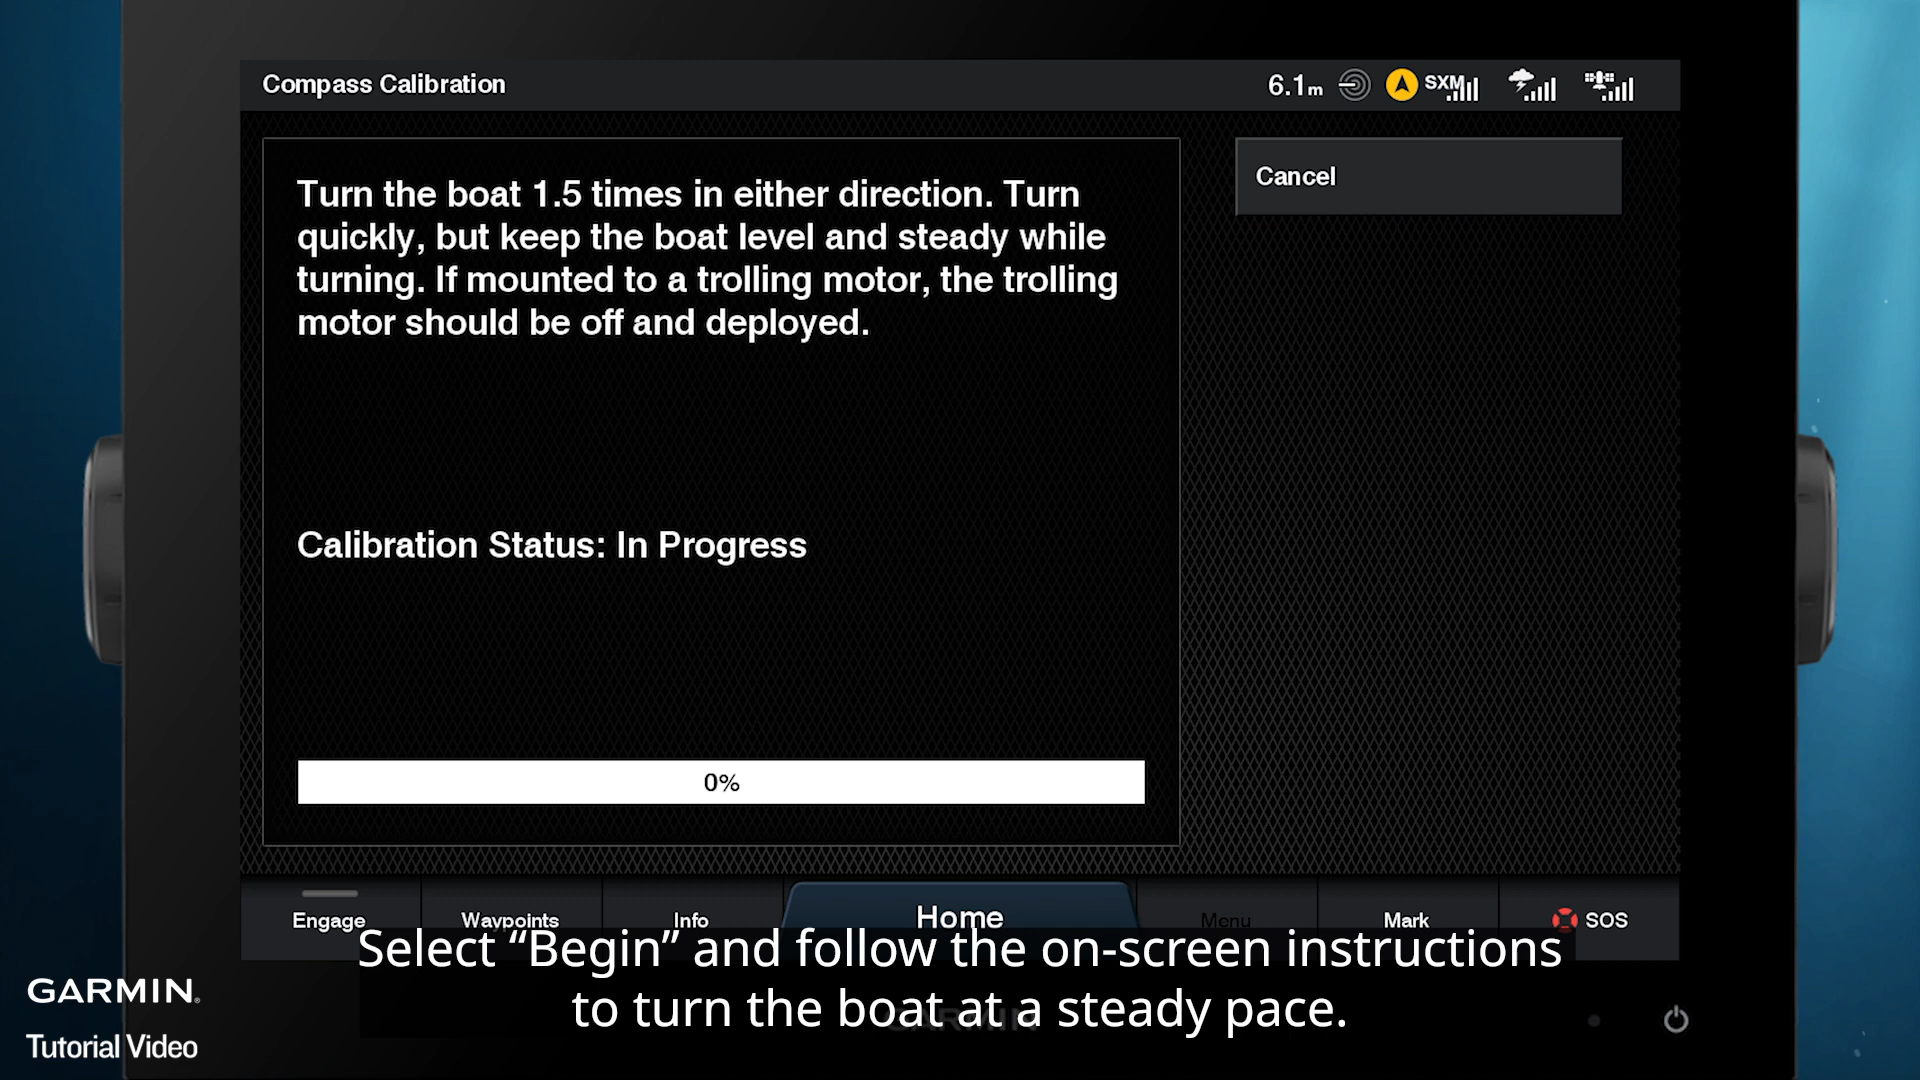 Compass Calibration
6.1m
SXM
Turn the boat 1.5 times in either direction. Turn
quickly, but keep the boat level and steady while
turning. If mounted to a trolling motor, the trolling
motor should be off and deployed.
Cancel
Calibration Status: In Progress
0%
Engage
Waypoints
Info
Home
Menu
Mark
SOS
Select “Begin” and follow the on-screen instructions
to turn the boat at a steady pace.
GARMIN
GARMIN®
Tutorial Video